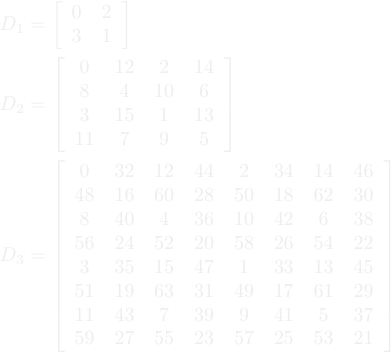 D₁ = [ 0 2
3 1 ]
D₂ = [ 0 12 2 14
8 4 10 6
3 15 1 13
11 7 9 5 ]
D₃ = [ 0 32 12 44 2 34 14 46
48 16 60 28 50 18 62 30
8 40 4 36 10 42 6 38
56 24 52 20 58 26 54 22
3 35 15 47 1 33 13 45
51 19 63 31 49 17 61 29
11 43 7 39 9 41 5 37
59 27 55 23 57 25 53 21 ]